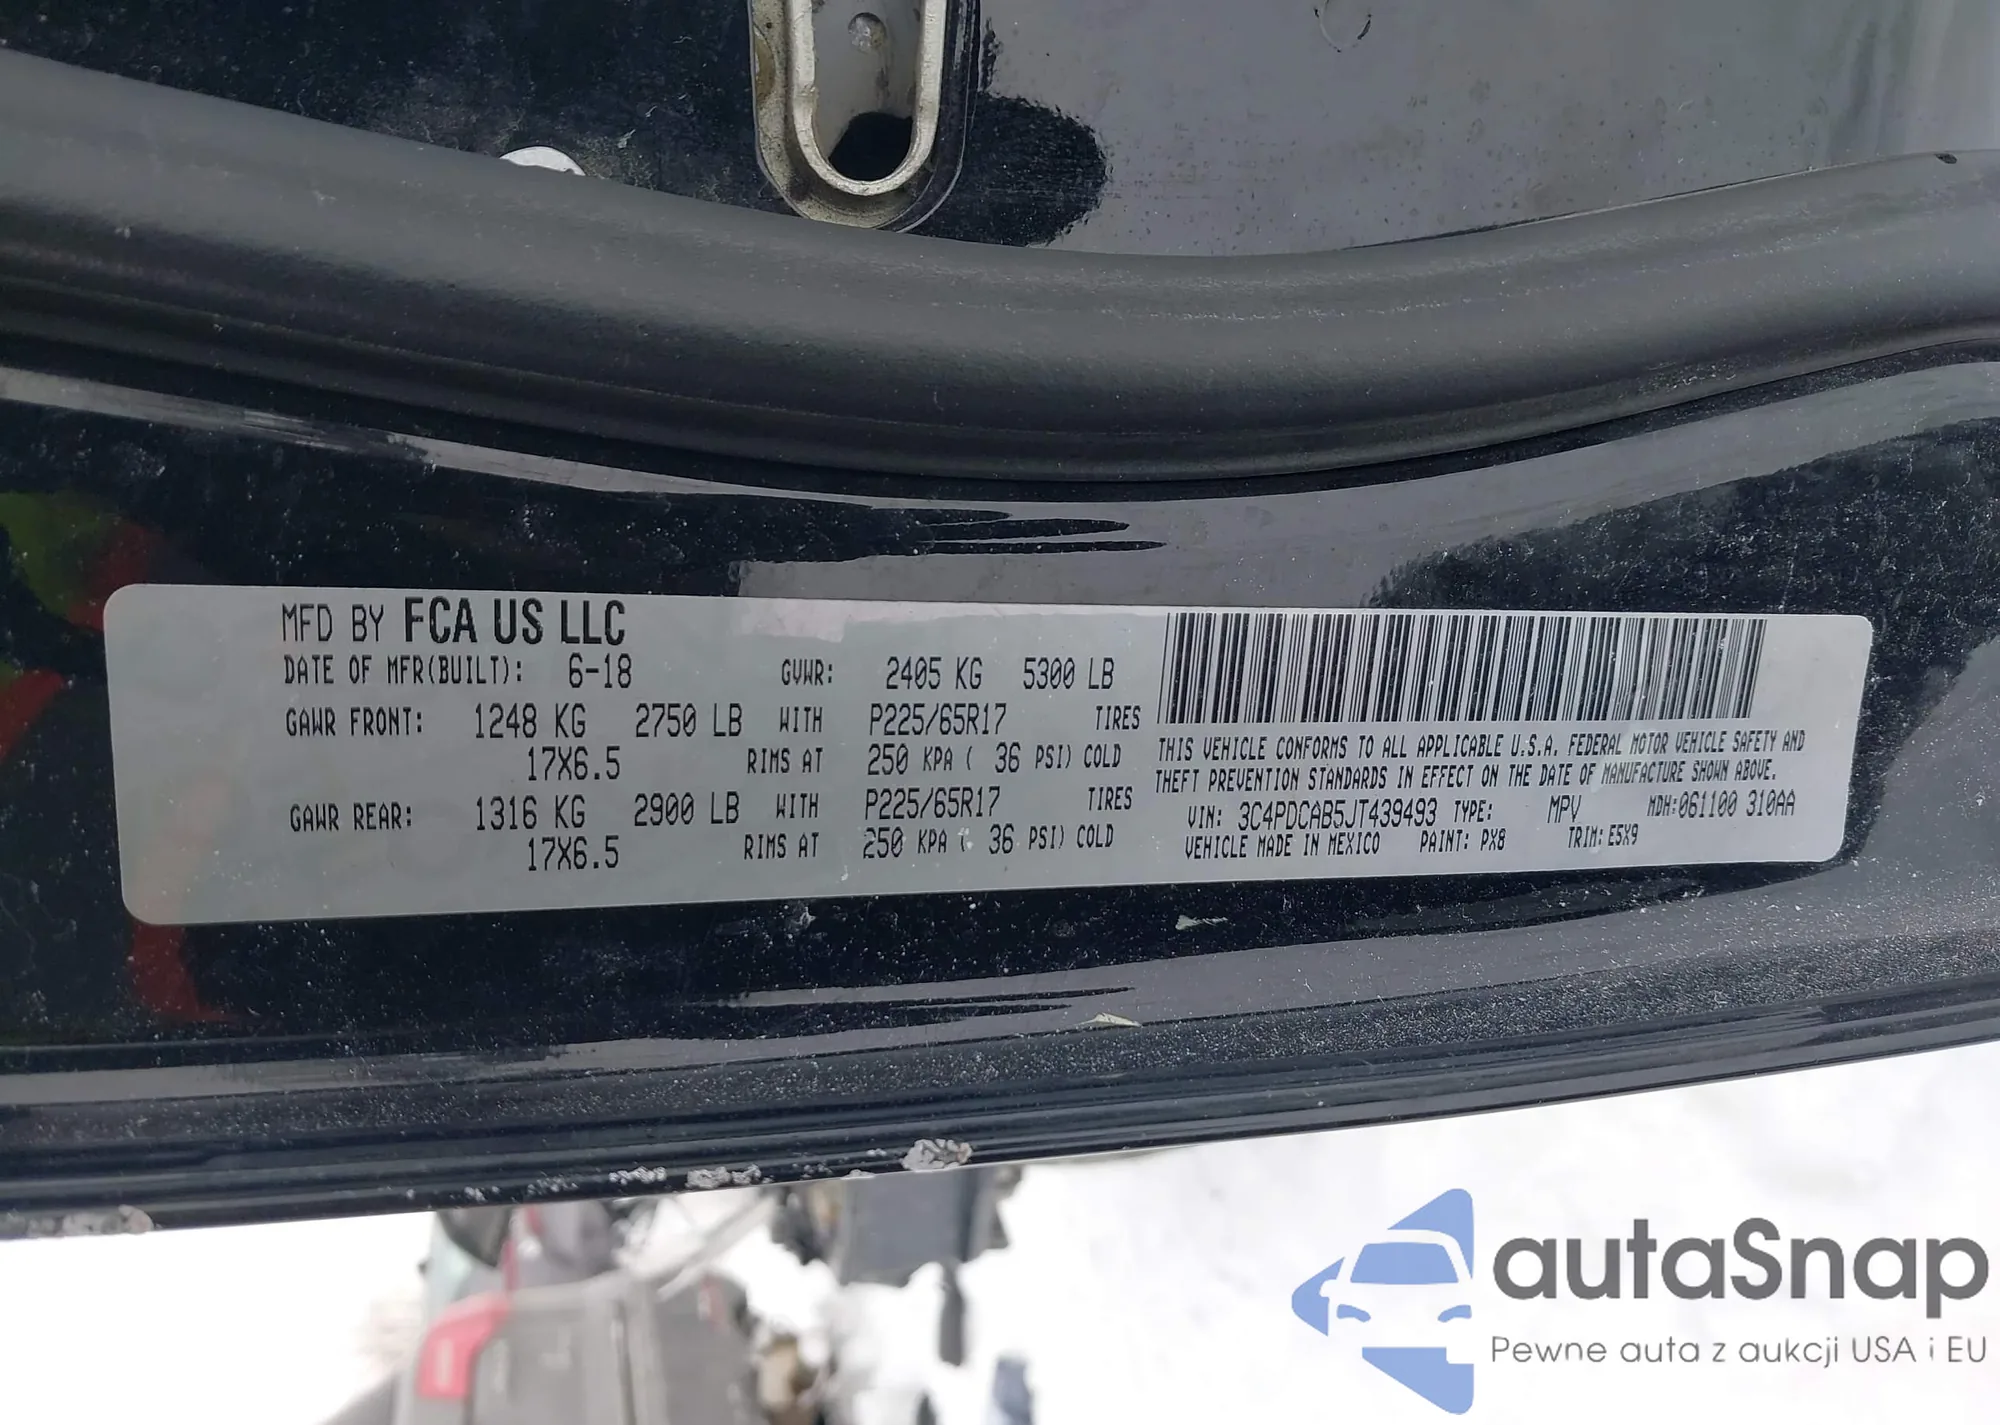 MFD BY FCA US LLC
DATE OF MFR(BUILT): 6-18 GVWR: 2405 KG 5300 LB
GAWR FRONT: 1248 KG 2750 LB WITH P225/65R17 TIRES
17X6.5 RIMS AT 250 KPA ( 36 PSI) COLD
GAWR REAR: 1316 KG 2900 LB WITH P225/65R17 TIRES
17X6.5 RIMS AT 250 KPA ( 36 PSI) COLD
THIS VEHICLE CONFORMS TO ALL APPLICABLE U.S.A. FEDERAL MOTOR VEHICLE SAFETY AND
THEFT PREVENTION STANDARDS IN EFFECT ON THE DATE OF MANUFACTURE SHOWN ABOVE.
VIN: 3C4PDCAB5JT439493 TYPE: MPV MDH:061100 310AA
VEHICLE MADE IN MEXICO PAINT: PX8 TRIM: E5X9
autaSnap
Pewne auta z aukcji USA i EU